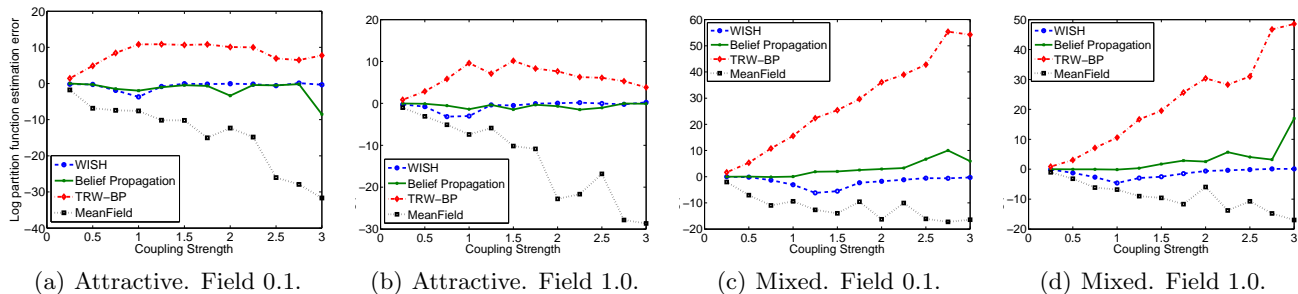 Log partition function estimation error
20
10
0
−10
−20
−30
−40
0.5
1
1.5
2
2.5
3
Coupling Strength
WISH
Belief Propagation
TRW−BP
MeanField
(a) Attractive. Field 0.1.
20
10
0
−10
−20
−30
0
0.5
1
1.5
2
2.5
3
Coupling Strength
WISH
Belief Propagation
TRW−BP
MeanField
(b) Attractive. Field 1.0.
60
50
40
30
20
10
0
−10
−20
0
0.5
1
1.5
2
2.5
3
Coupling Strength
WISH
Belief Propagation
TRW−BP
MeanField
(c) Mixed. Field 0.1.
50
40
30
20
10
0
−10
−20
0
0.5
1
1.5
2
2.5
3
Coupling Strength
WISH
Belief Propagation
TRW−BP
MeanField
(d) Mixed. Field 1.0.